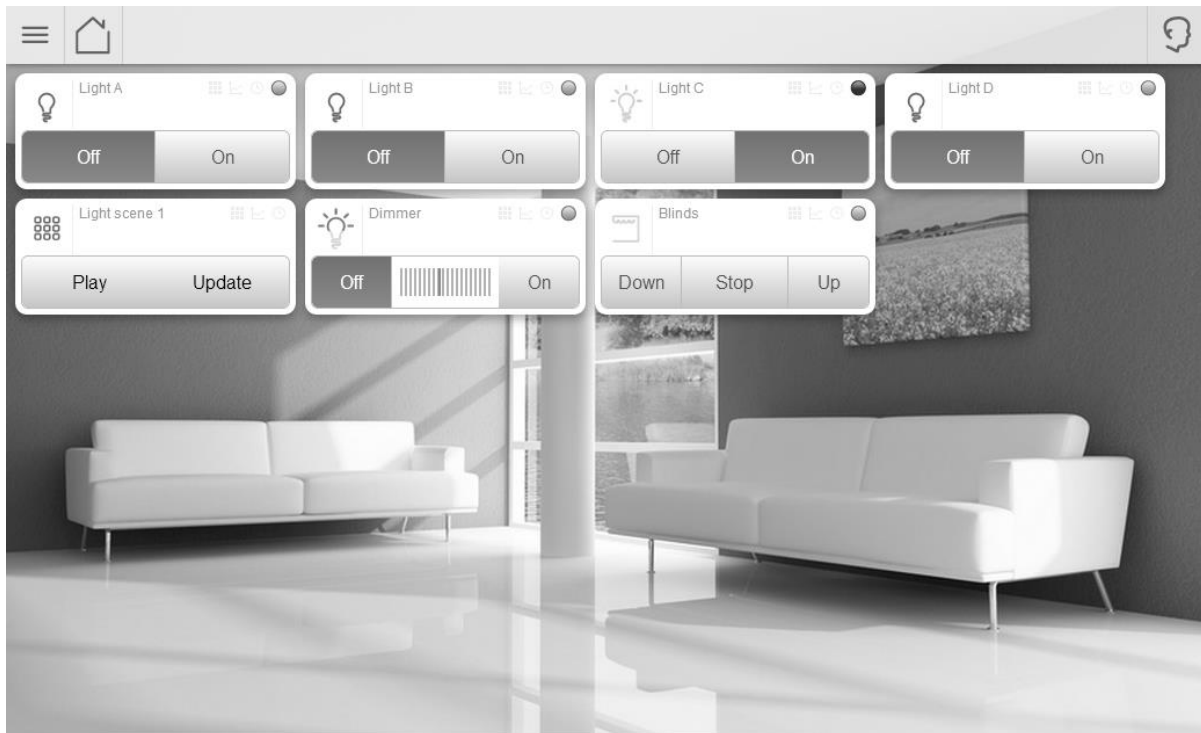 Light A
Light B
Light C
Light D
Off On
Off On
Off On
Off On
Light scene 1
Dimmer
Blinds
Play Update
Off On
Down Stop Up